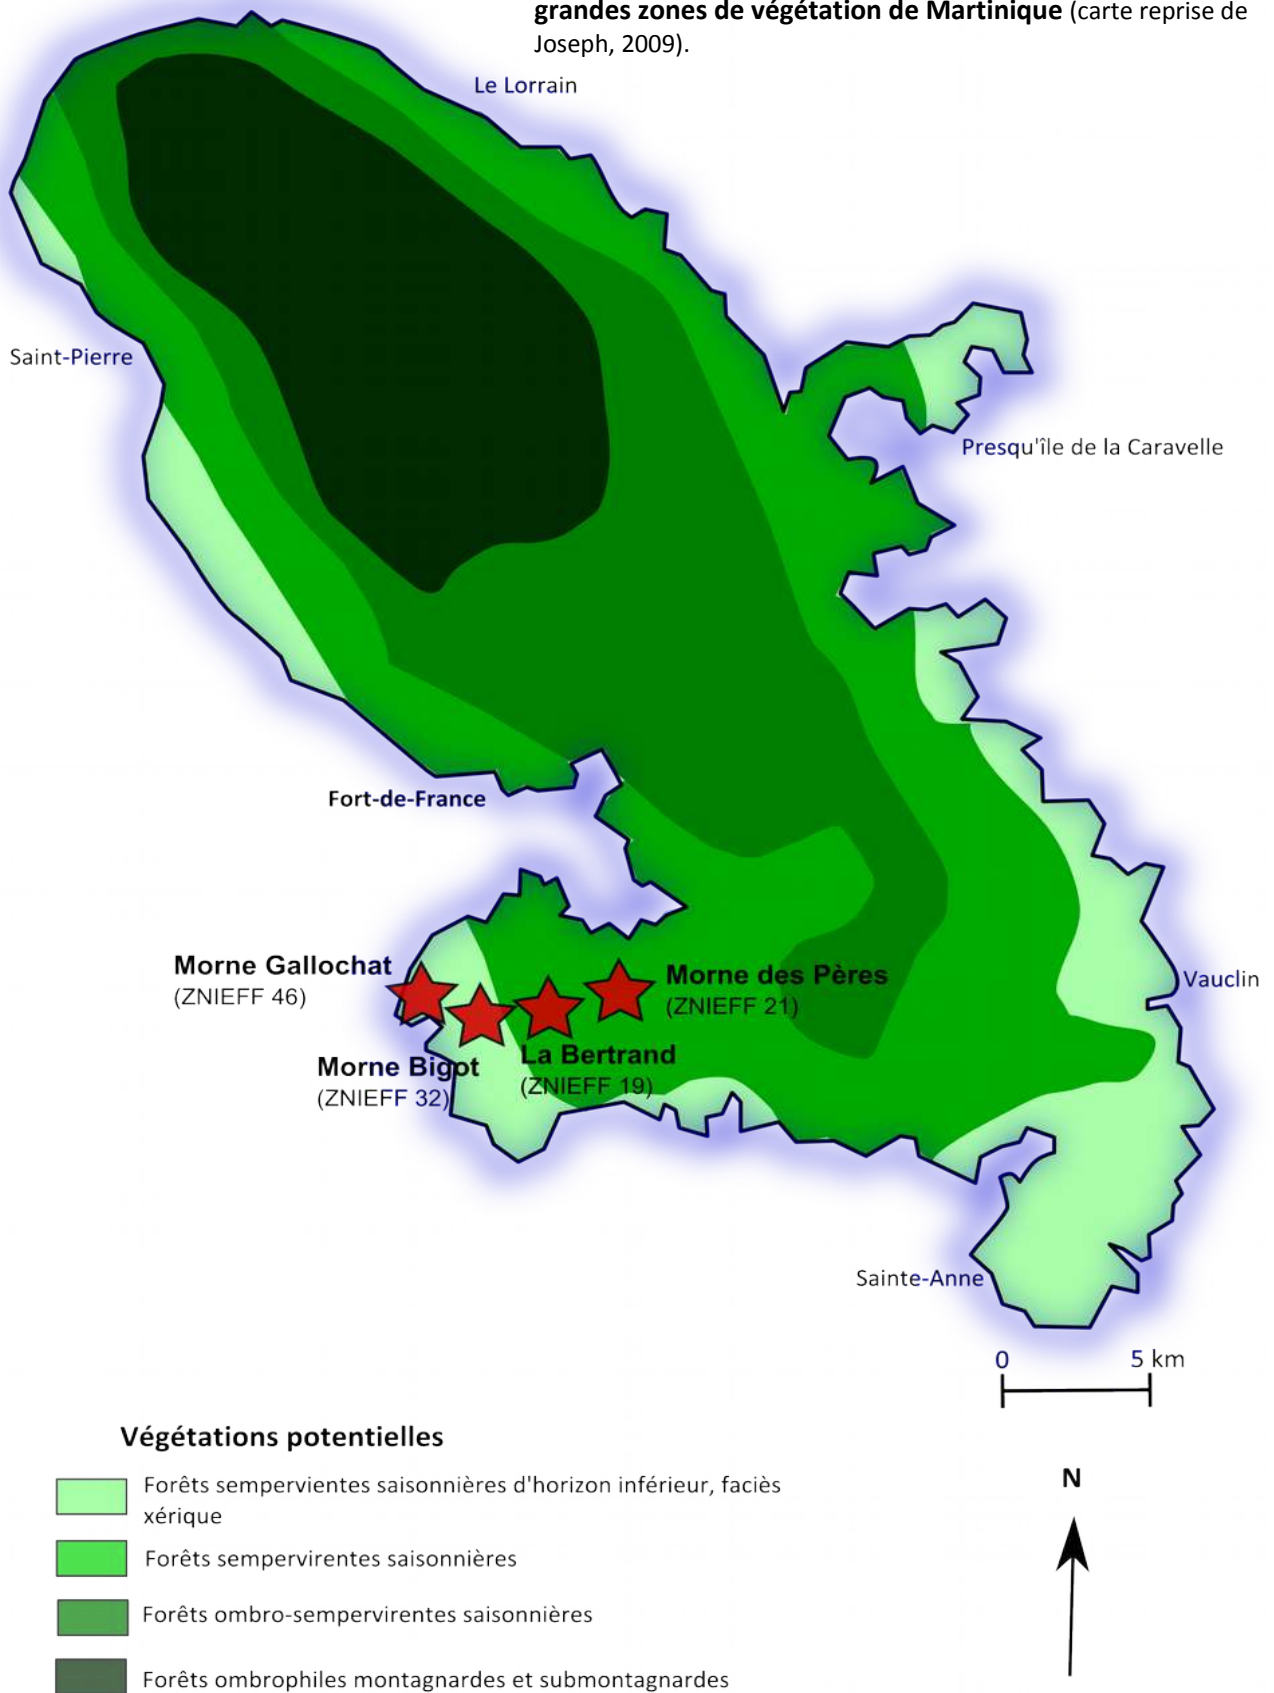 grandes zones de végétation de Martinique (carte reprise de
Joseph, 2009).
Le Lorrain
Saint-Pierre
Presqu'île de la Caravelle
Fort-de-France
Morne Gallochat
(ZNIEFF 46)
Morne des Pères
(ZNIEFF 21)
Vauclin
Morne Bigot
(ZNIEFF 32)
La Bertrand
(ZNIEFF 19)
Sainte-Anne
0 5 km
Végétations potentielles
Forêts sempervientes saisonnières d'horizon inférieur, faciès
xérique
Forêts sempervirentes saisonnières
Forêts ombro-sempervirentes saisonnières
Forêts ombrophiles montagnardes et submontagnardes
N